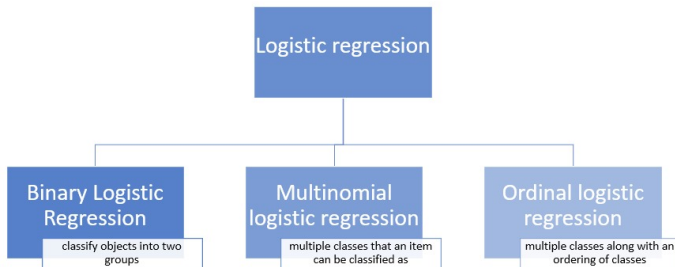 Logistic regression
Binary Logistic
Regression
classify objects into two
groups
Multinomial
logistic regression
multiple classes that an item
can be classified as
Ordinal logistic
regression
multiple classes along with an
ordering of classes